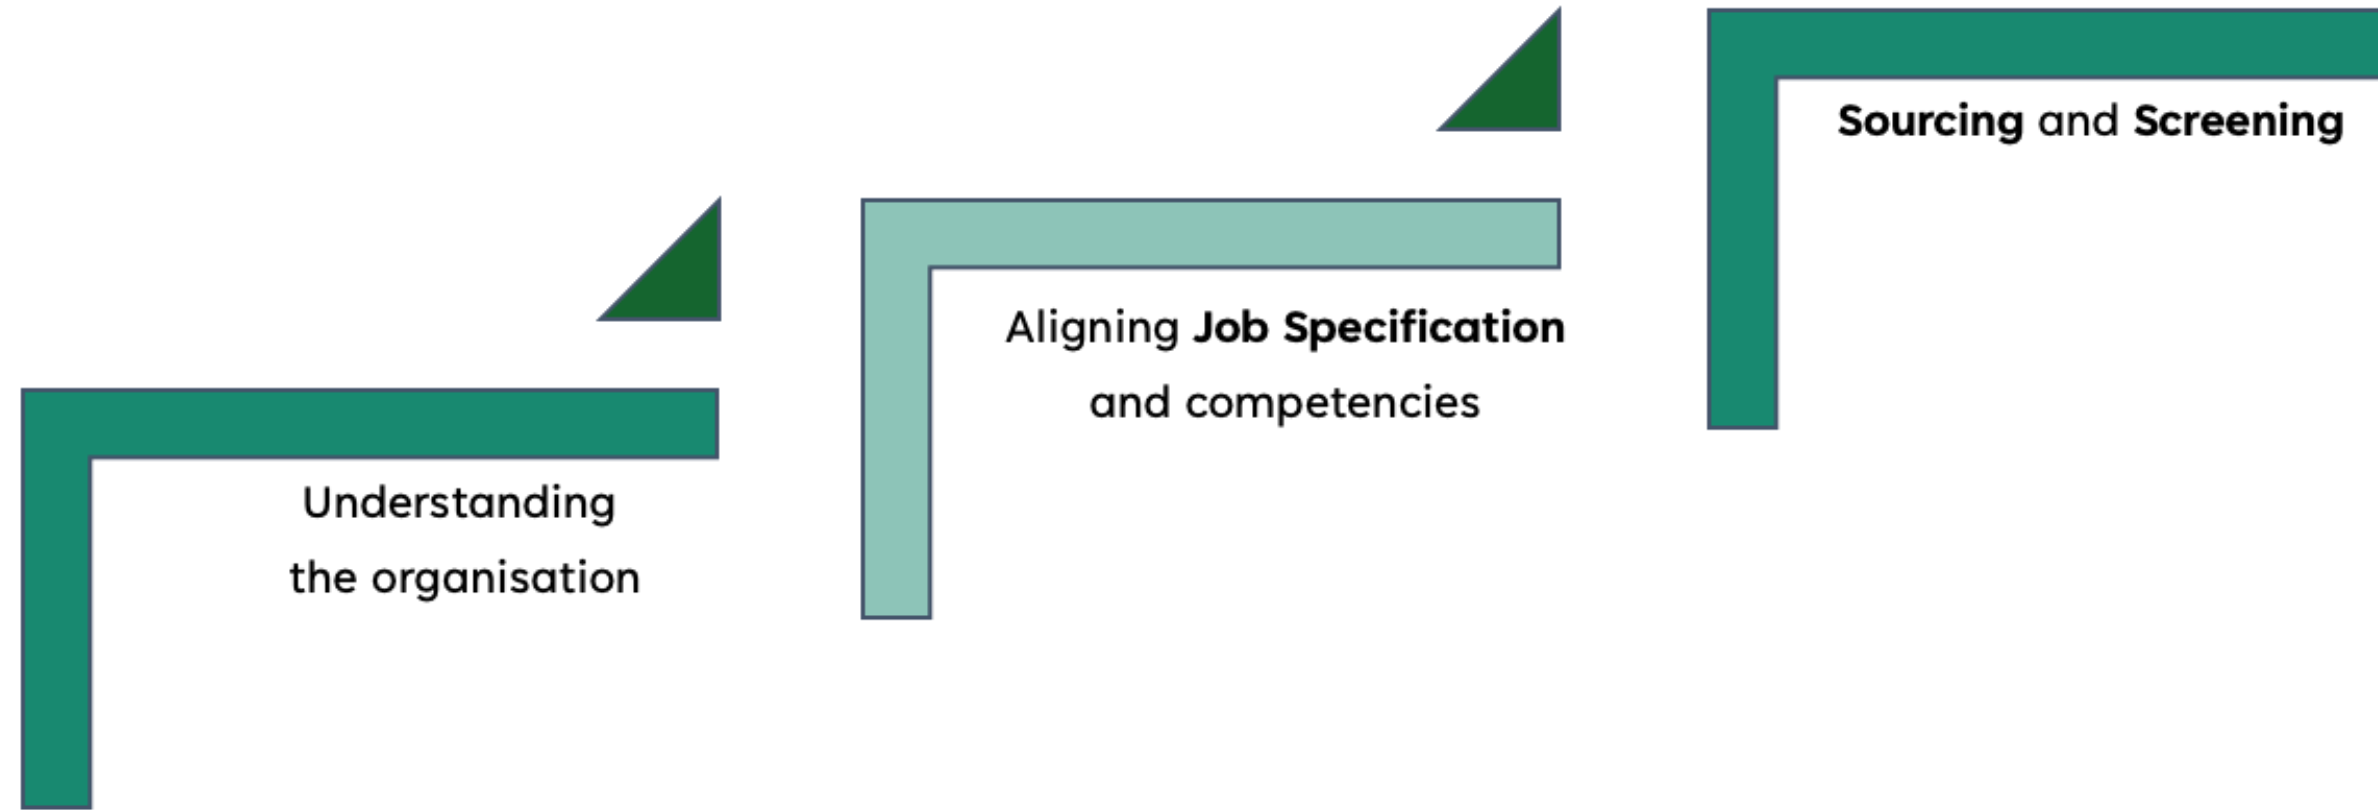 Understanding
the organisation
Aligning Job Specification
and competencies
Sourcing and Screening